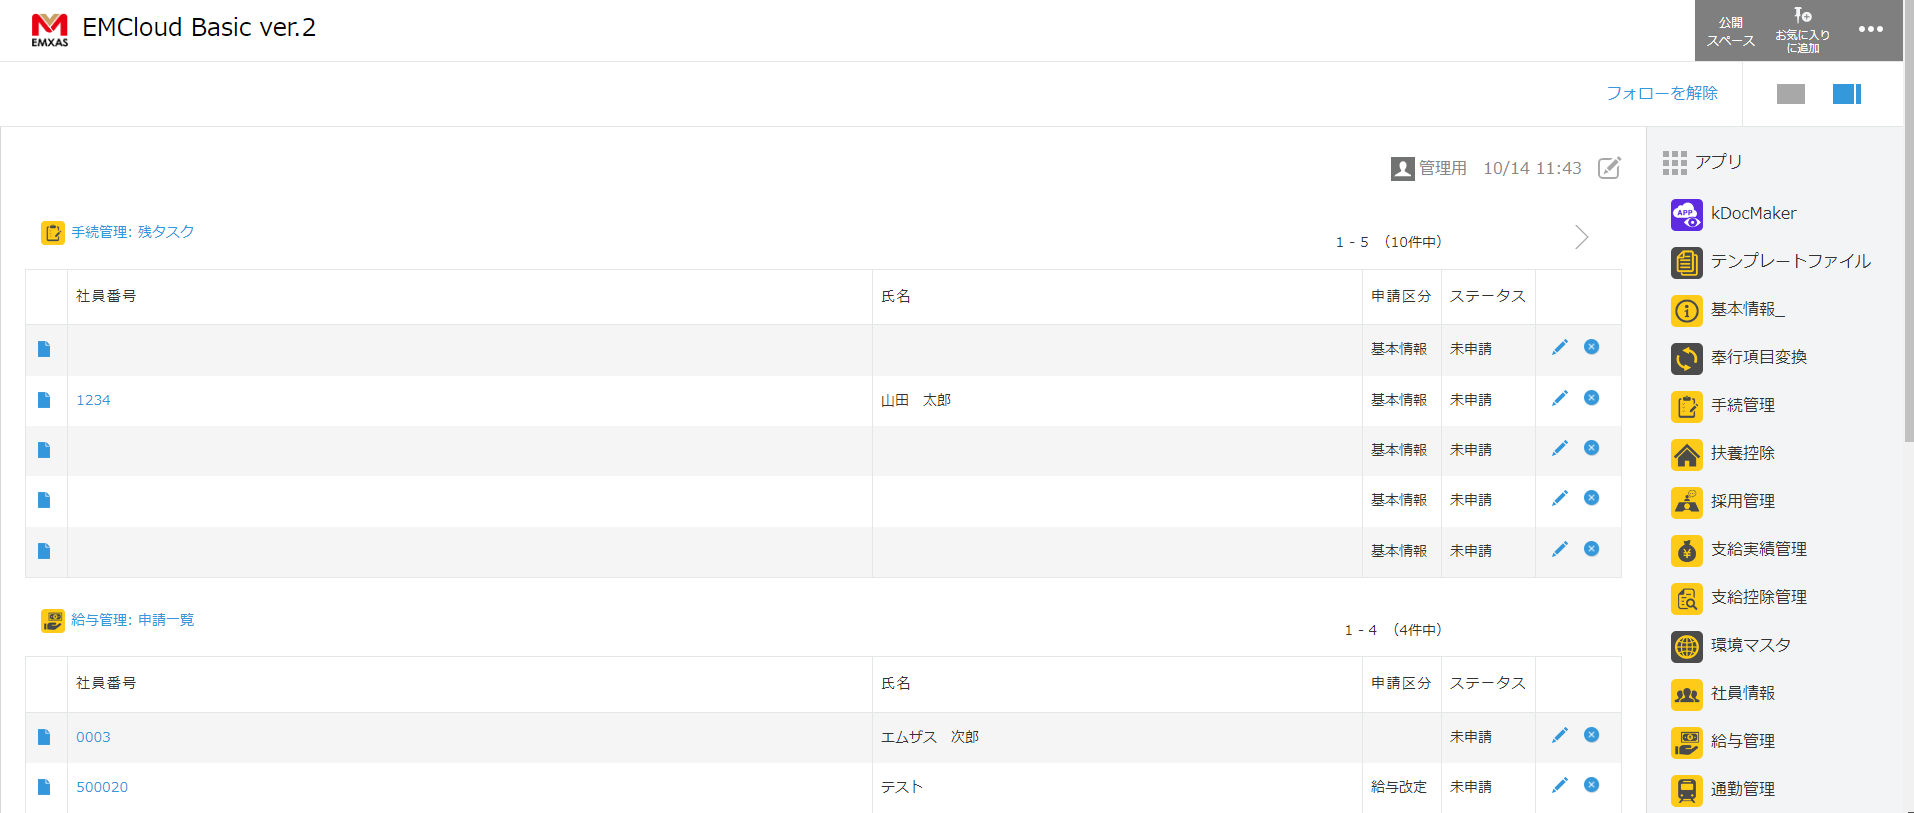 EMXAS
EMCloud Basic ver.2
公開
スペース
お気に入り
に追加
フォローを解除
管理用 10/14 11:43
手続管理: 残タスク
1 - 5 (10件中)
社員番号 氏名 申請区分 ステータス
基本情報 未申請
1234 山田 太郎 基本情報 未申請
基本情報 未申請
基本情報 未申請
基本情報 未申請
給与管理: 申請一覧
1 - 4 (4件中)
社員番号 氏名 申請区分 ステータス
0003 エムザス 次郎 未申請
500020 テスト 給与改定 未申請
アプリ
APP
kDocMaker
テンプレートファイル
基本情報_
奉行項目変換
手続管理
扶養控除
採用管理
支給実績管理
支給控除管理
環境マスタ
社員情報
給与管理
通勤管理